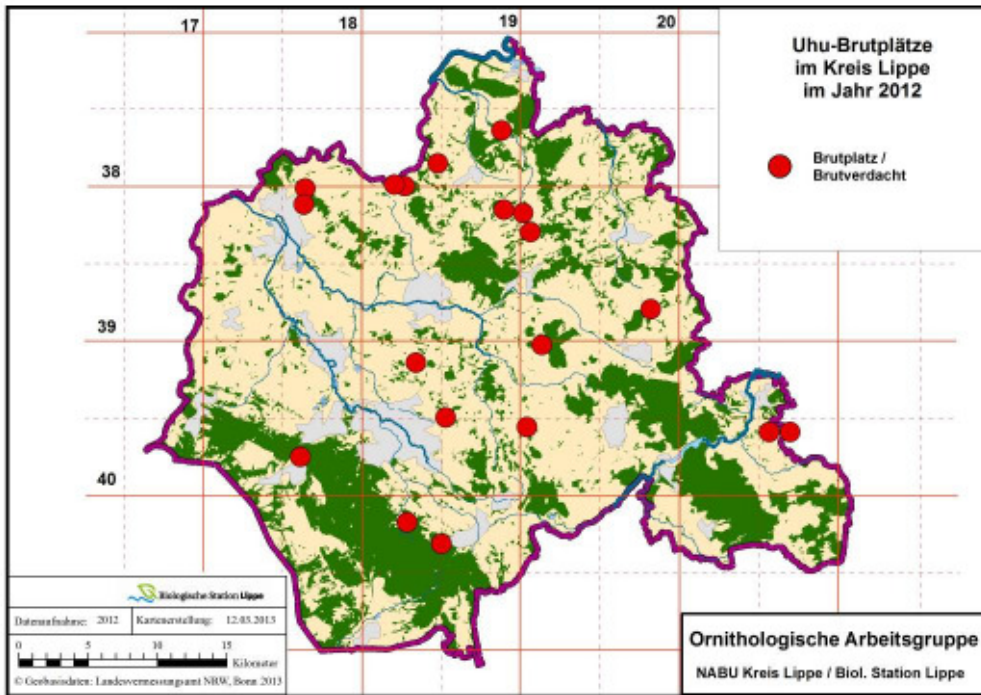 17
18
19
20
Uhu-Brutplätze
im Kreis Lippe
im Jahr 2012
Brutplatz /
Brutverdacht
38
39
40
Biologische Station Lippe
Datenaufnahme: 2012
Kartenerstellung: 12.03.2013
0 5 10 15
Kilometer
© Geobasisdaten: Landesvermessungsamt NRW, Bonn 2013
Ornithologische Arbeitsgruppe
NABU Kreis Lippe / Biol. Station Lippe